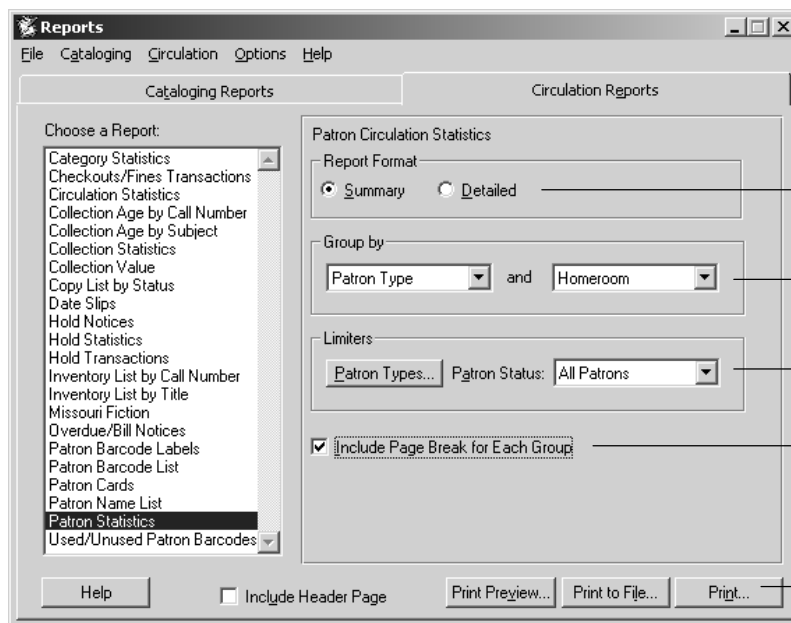 Reports
File Cataloging Circulation Options Help
Cataloging Reports
Circulation Reports
Choose a Report:
Category Statistics
Checkouts/Fines Transactions
Circulation Statistics
Collection Age by Call Number
Collection Age by Subject
Collection Statistics
Collection Value
Copy List by Status
Date Slips
Hold Notices
Hold Statistics
Hold Transactions
Inventory List by Call Number
Inventory List by Title
Missouri Fiction
Overdue/Bill Notices
Patron Barcode Labels
Patron Barcode List
Patron Cards
Patron Name List
Patron Statistics
Used/Unused Patron Barcodes
Patron Circulation Statistics
Report Format
Summary Detailed
Group by
Patron Type and Homeroom
Limiters
Patron Types... Patron Status: All Patrons
Include Page Break for Each Group
Help Include Header Page Print Preview... Print to File... Print...